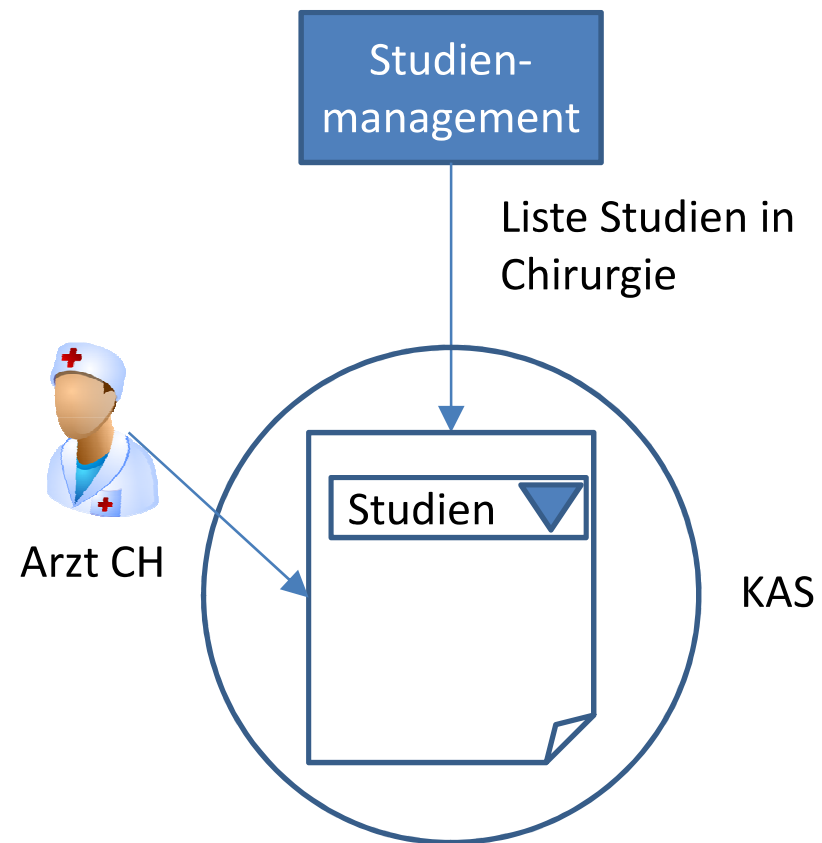 Studien-
management
Liste Studien in
Chirurgie
Studien
Arzt CH
KAS